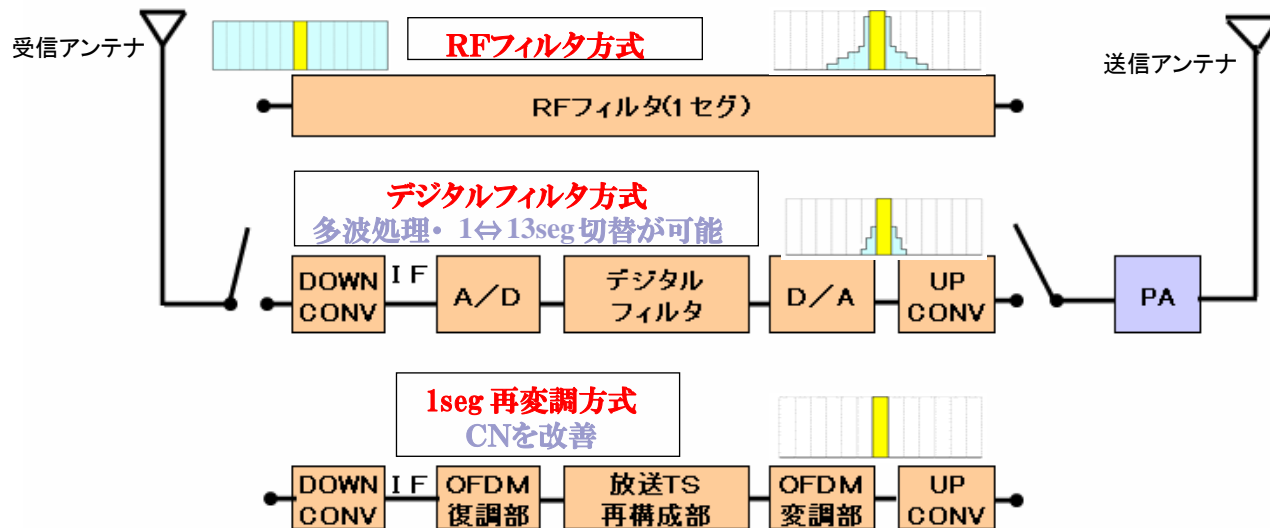 受信アンテナ
RFフィルタ方式
送信アンテナ
RFフィルタ(1セグ)
デジタルフィルタ方式
多波処理・ 1⇔13seg切替が可能
DOWN
CONV
IF
A/D
デジタル
フィルタ
D/A
UP
CONV
PA
1seg 再変調方式
CNを改善
DOWN
CONV
IF
OFDM
復調部
放送TS
再構成部
OFDM
変調部
UP
CONV